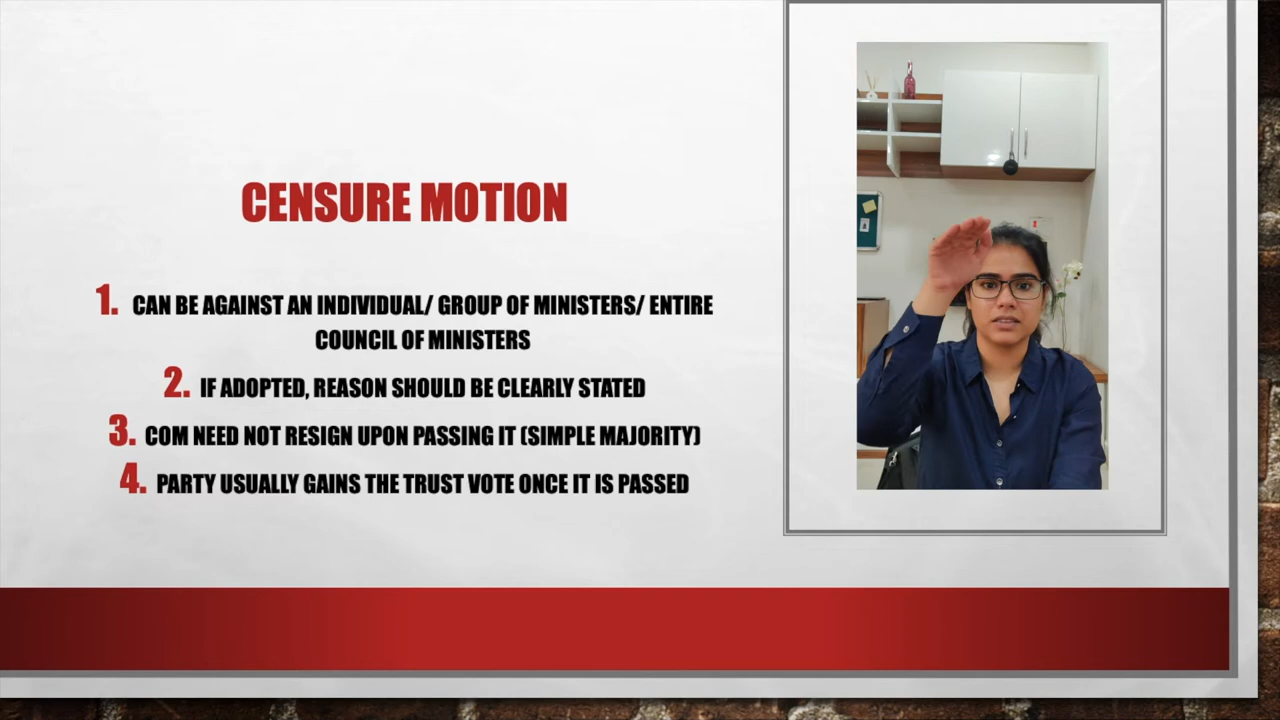 CENSURE MOTION
1. CAN BE AGAINST AN INDIVIDUAL/ GROUP OF MINISTERS/ ENTIRE
COUNCIL OF MINISTERS
2. IF ADOPTED, REASON SHOULD BE CLEARLY STATED
3. COM NEED NOT RESIGN UPON PASSING IT (SIMPLE MAJORITY)
4. PARTY USUALLY GAINS THE TRUST VOTE ONCE IT IS PASSED